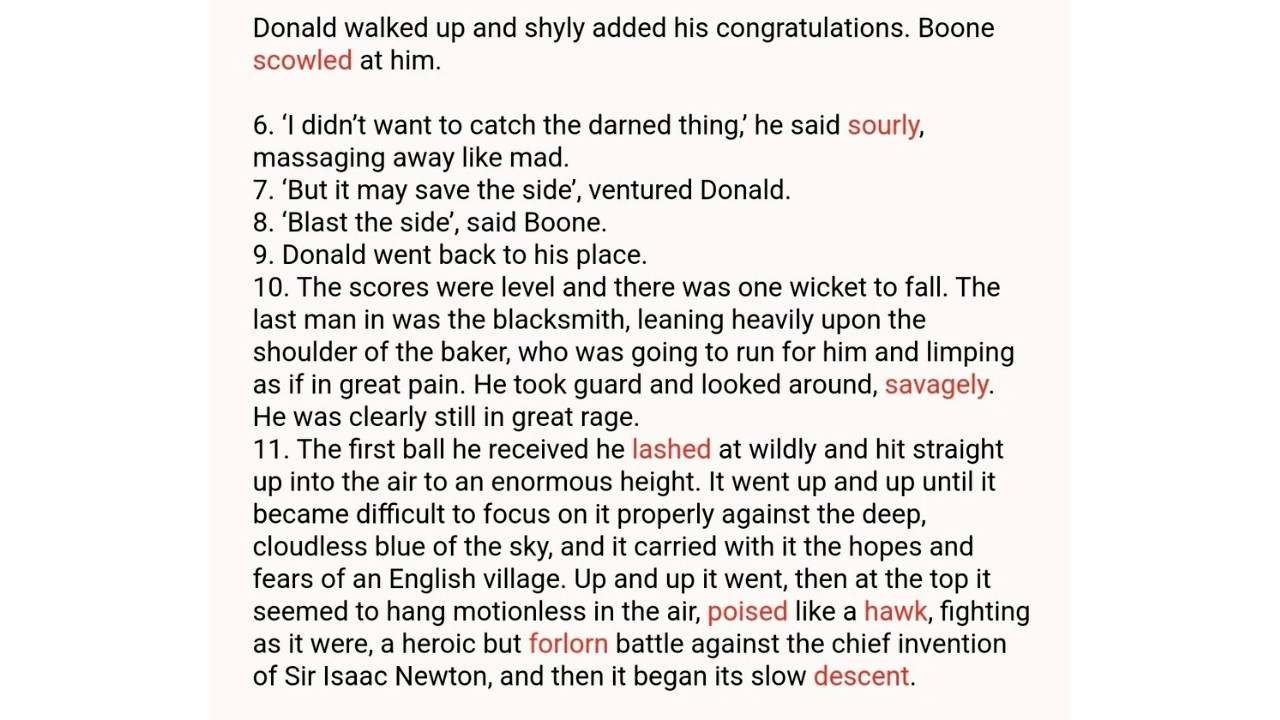 Donald walked up and shyly added his congratulations. Boone
scowled at him.
6. ‘I didn’t want to catch the darned thing,’ he said sourly,
massaging away like mad.
7. ‘But it may save the side’, ventured Donald.
8. ‘Blast the side’, said Boone.
9. Donald went back to his place.
10. The scores were level and there was one wicket to fall. The
last man in was the blacksmith, leaning heavily upon the
shoulder of the baker, who was going to run for him and limping
as if in great pain. He took guard and looked around, savagely.
He was clearly still in great rage.
11. The first ball he received he lashed at wildly and hit straight
up into the air to an enormous height. It went up and up until it
became difficult to focus on it properly against the deep,
cloudless blue of the sky, and it carried with it the hopes and
fears of an English village. Up and up it went, then at the top it
seemed to hang motionless in the air, poised like a hawk, fighting
as it were, a heroic but forlorn battle against the chief invention
of Sir Isaac Newton, and then it began its slow descent.